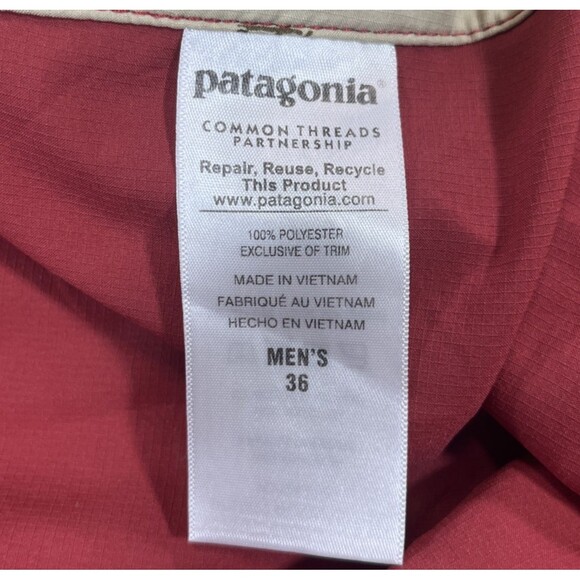 patagonia®
COMMON THREADS
PARTNERSHIP
Repair, Reuse, Recycle
This Product
www.patagonia.com
100% POLYESTER
EXCLUSIVE OF TRIM
MADE IN VIETNAM
FABRIQUÉ AU VIETNAM
HECHO EN VIETNAM
MEN'S
36